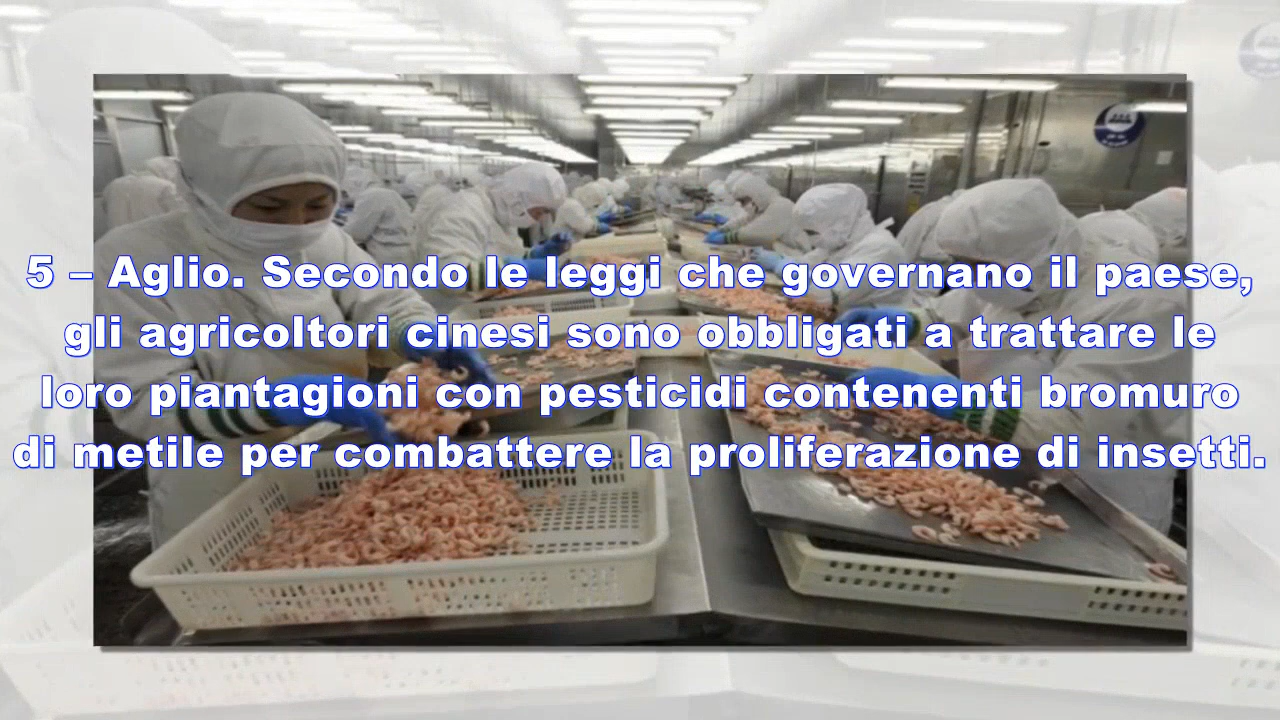 5 – Aglio. Secondo le leggi che governano il paese,
gli agricoltori cinesi sono obbligati a trattare le
loro piantagioni con pesticidi contenenti bromuro
di metile per combattere la proliferazione di insetti.